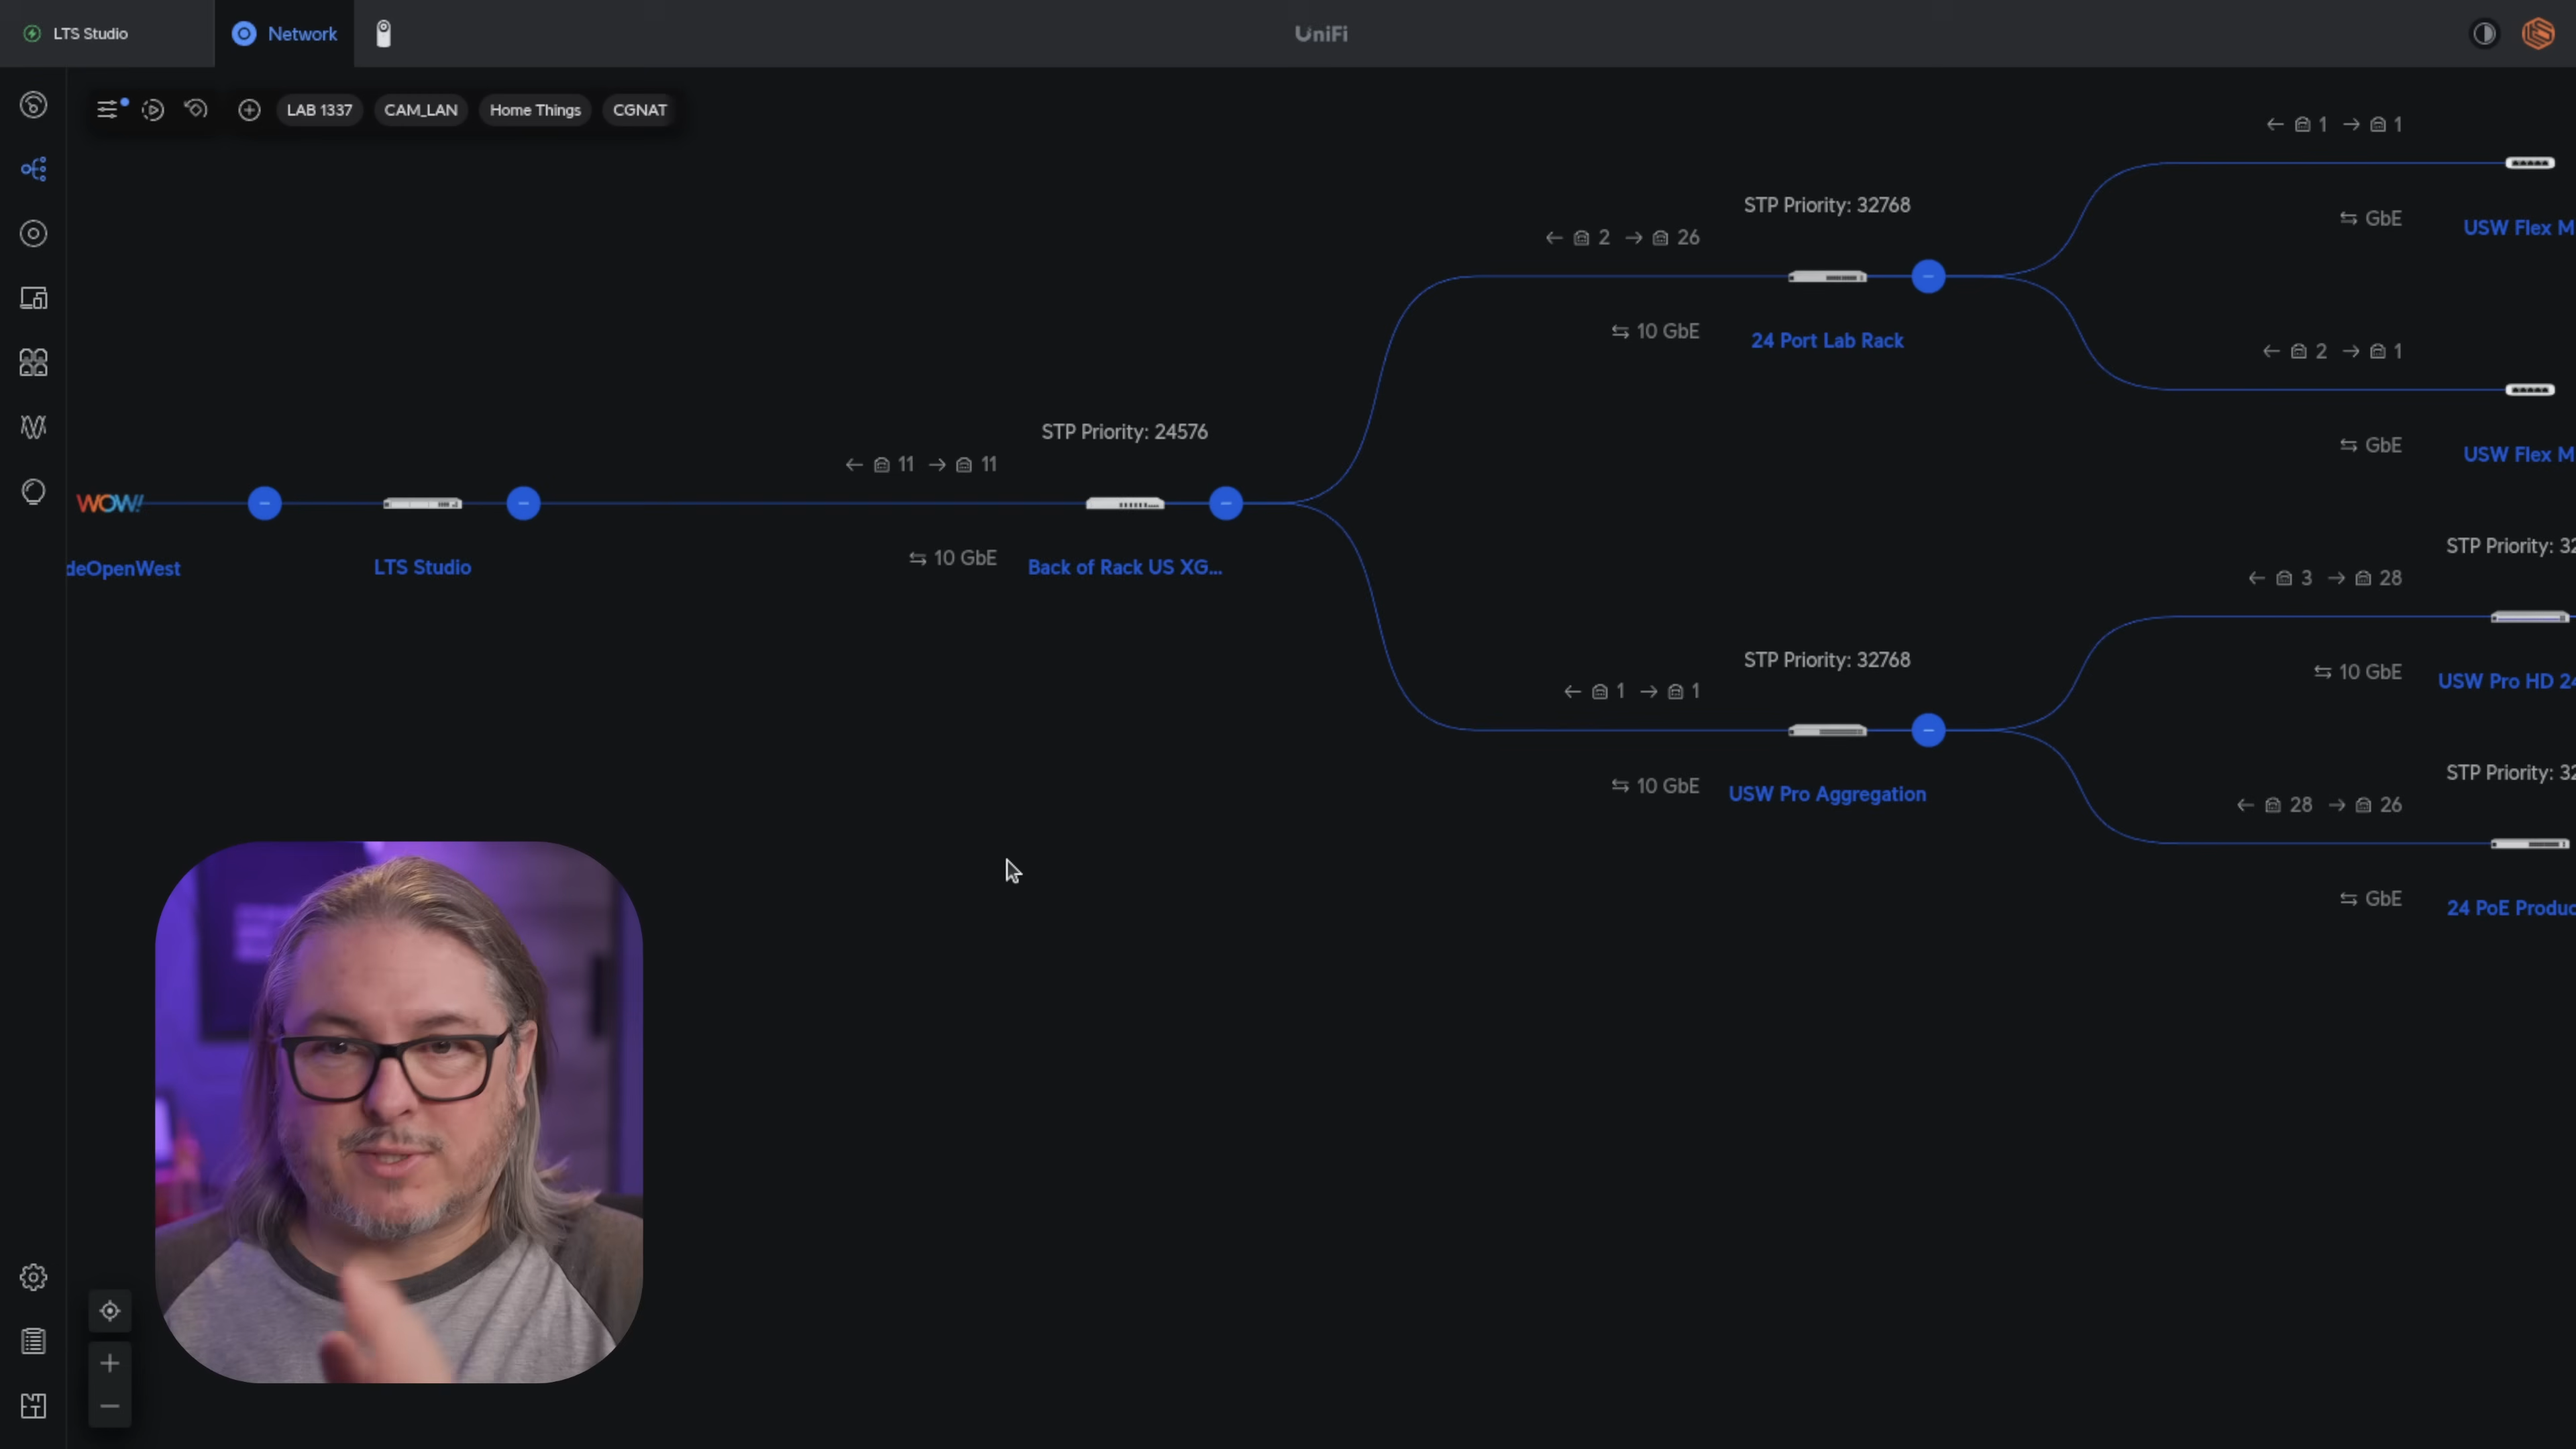 LTS Studio
Network
UniFi
LAB 1337
CAM_LAN
Home Things
CGNAT
← 1 → 1
GbE
USW Flex M
STP Priority: 32768
← 2 → 26
10 GbE
24 Port Lab Rack
← 2 → 1
GbE
USW Flex M
STP Priority: 24576
← 11 → 11
WOW!
deOpenWest
LTS Studio
10 GbE
Back of Rack US XG...
STP Priority: 32
← 3 → 28
10 GbE
USW Pro HD 24
STP Priority: 32768
← 1 → 1
10 GbE
USW Pro Aggregation
STP Priority: 32
← 28 → 26
GbE
24 PoE Produc